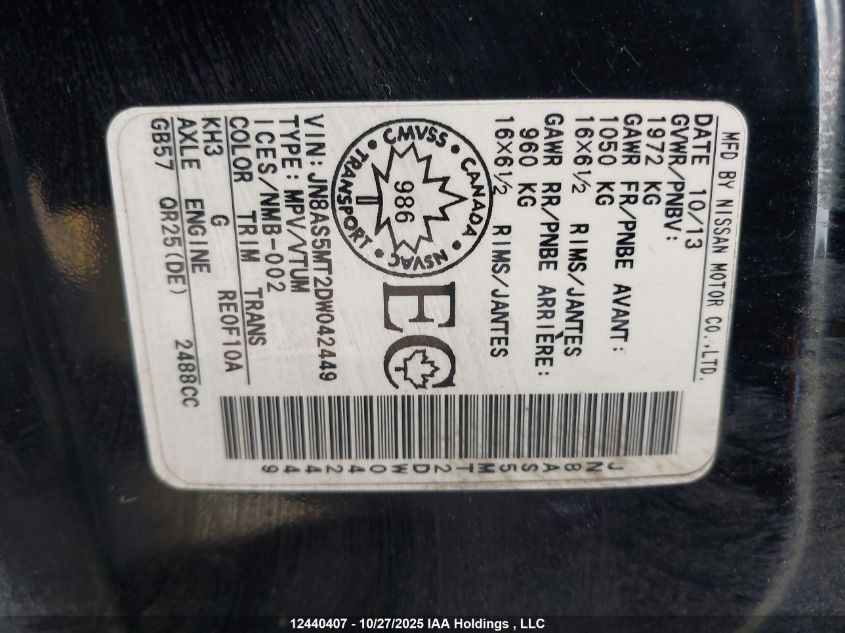 MFD BY NISSAN MOTOR CO.,LTD.
DATE 10/13
GVWR/PNBV:
1972 KG
GAWR FR/PNBE AVANT:
1050 KG
16X6½ RIMS/JANTES
GAWR RR/PNBE ARRIÈRE:
960 KG
16X6½ RIMS/JANTES
CMVSS • CANADA • NSVAC • TRANSPORT •
986
EC
VIN: JN8AS5MT2DW042449
TYPE: MPV/VTUM
ICES/NMB-002
COLOR TRIM TRANS
KH3 G RE0F10A
AXLE ENGINE
GB57 QR25(DE) 2488CC
JN8AS5MT2DW042449
12440407 - 10/27/2025 IAA Holdings , LLC